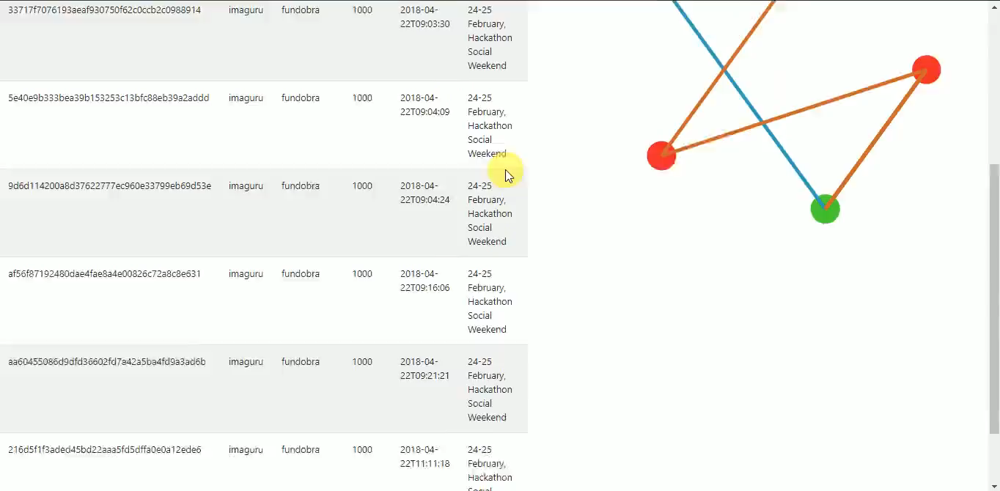 33717f7076193aeaf930750f62c0ccb2c0988914 imaguru fundobra 1000 2018-04- 24-25
22T09:03:30 February,
Hackathon
Social
Weekend
5e40e9b333bea39b153253c13bfc88eb39a2addd imaguru fundobra 1000 2018-04- 24-25
22T09:04:09 February,
Hackathon
Social
Weekend
9d6d114200a8d37622777ec960e33799eb69d53e imaguru fundobra 1000 2018-04- 24-25
22T09:04:24 February,
Hackathon
Social
Weekend
af56f87192480dae4fae8a4e00826c72a8c8e631 imaguru fundobra 1000 2018-04- 24-25
22T09:16:06 February,
Hackathon
Social
Weekend
aa60455086d9dfd36602fd7a42a5ba4fd9a3ad6b imaguru fundobra 1000 2018-04- 24-25
22T09:21:21 February,
Hackathon
Social
Weekend
216d5f1f3aded45bd22aaa5fd5dffa0e0a12ede6 imaguru fundobra 1000 2018-04- 24-25
22T11:11:18 February,
Hackathon
Social